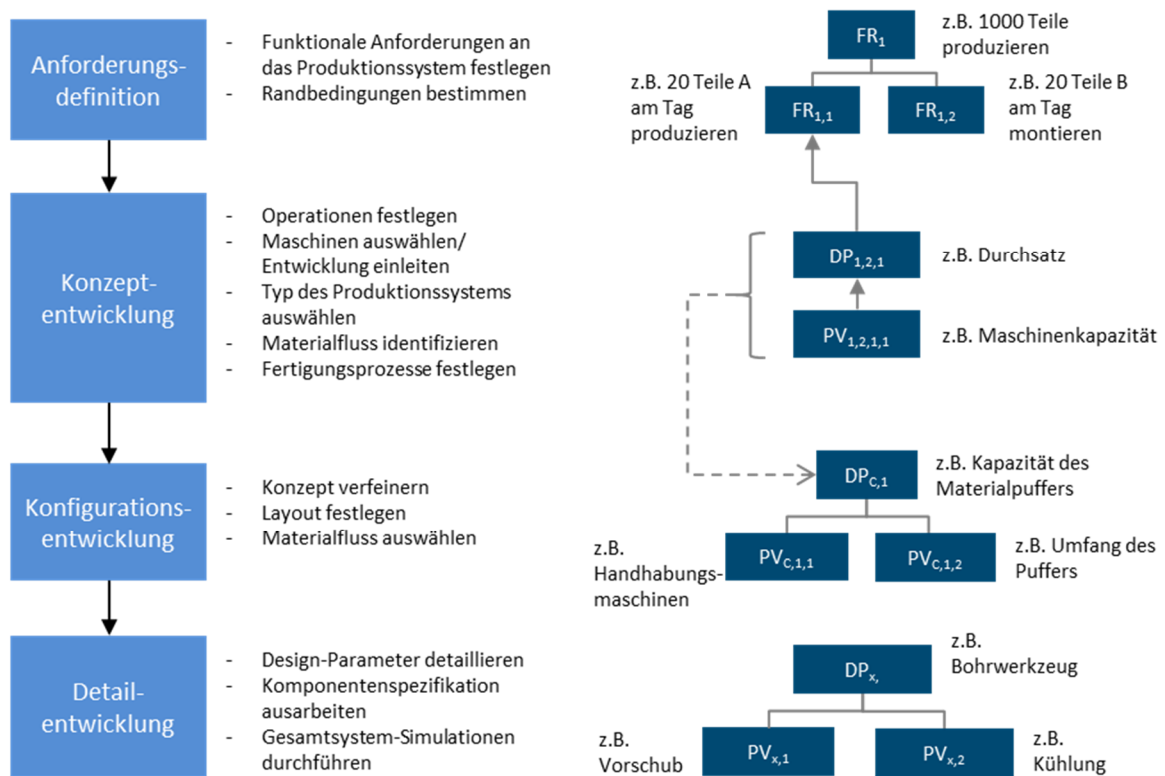 Anforderungs-
definition
- Funktionale Anforderungen an
das Produktionssystem festlegen
- Randbedingungen bestimmen
FR1
z.B. 1000 Teile
produzieren
z.B. 20 Teile A
am Tag
produzieren
FR1,1
FR1,2
z.B. 20 Teile B
am Tag
montieren
Konzept-
entwicklung
- Operationen festlegen
- Maschinen auswählen/
Entwicklung einleiten
- Typ des Produktionssystems
auswählen
- Materialfluss identifizieren
- Fertigungsprozesse festlegen
DP1,2,1
z.B. Durchsatz
PV1,2,1,1
z.B. Maschinenkapazität
Konfigurations-
entwicklung
- Konzept verfeinern
- Layout festlegen
- Materialfluss auswählen
DPC,1
z.B. Kapazität des
Materialpuffers
z.B.
Handhabungs-
maschinen
PVC,1,1
PVC,1,2
z.B. Umfang des
Puffers
Detail-
entwicklung
- Design-Parameter detaillieren
- Komponentenspezifikation
ausarbeiten
- Gesamtsystem-Simulationen
durchführen
DPx,
z.B.
Bohrwerkzeug
z.B.
Vorschub
PVx,1
PVx,2
z.B.
Kühlung